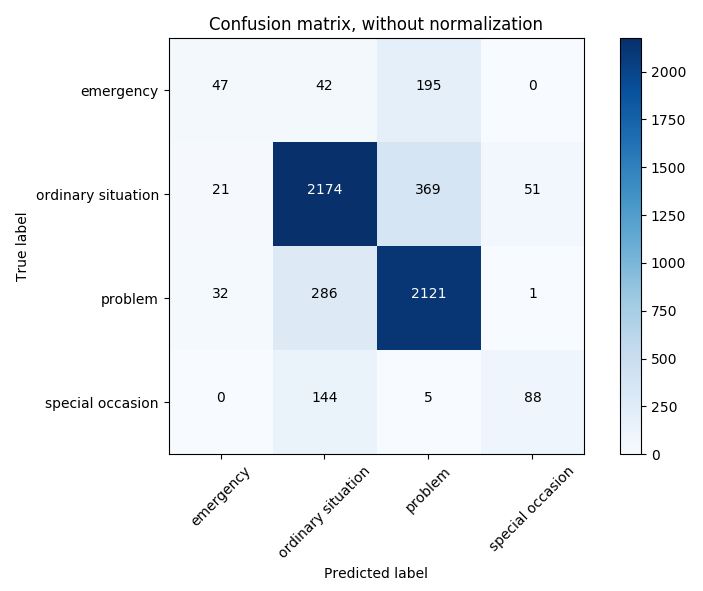 Confusion matrix, without normalization
emergency 47 42 195 0
ordinary situation 21 2174 369 51
problem 32 286 2121 1
special occasion 0 144 5 88
emergency ordinary situation problem special occasion
True label
Predicted label
2000
1750
1500
1250
1000
750
500
250
0